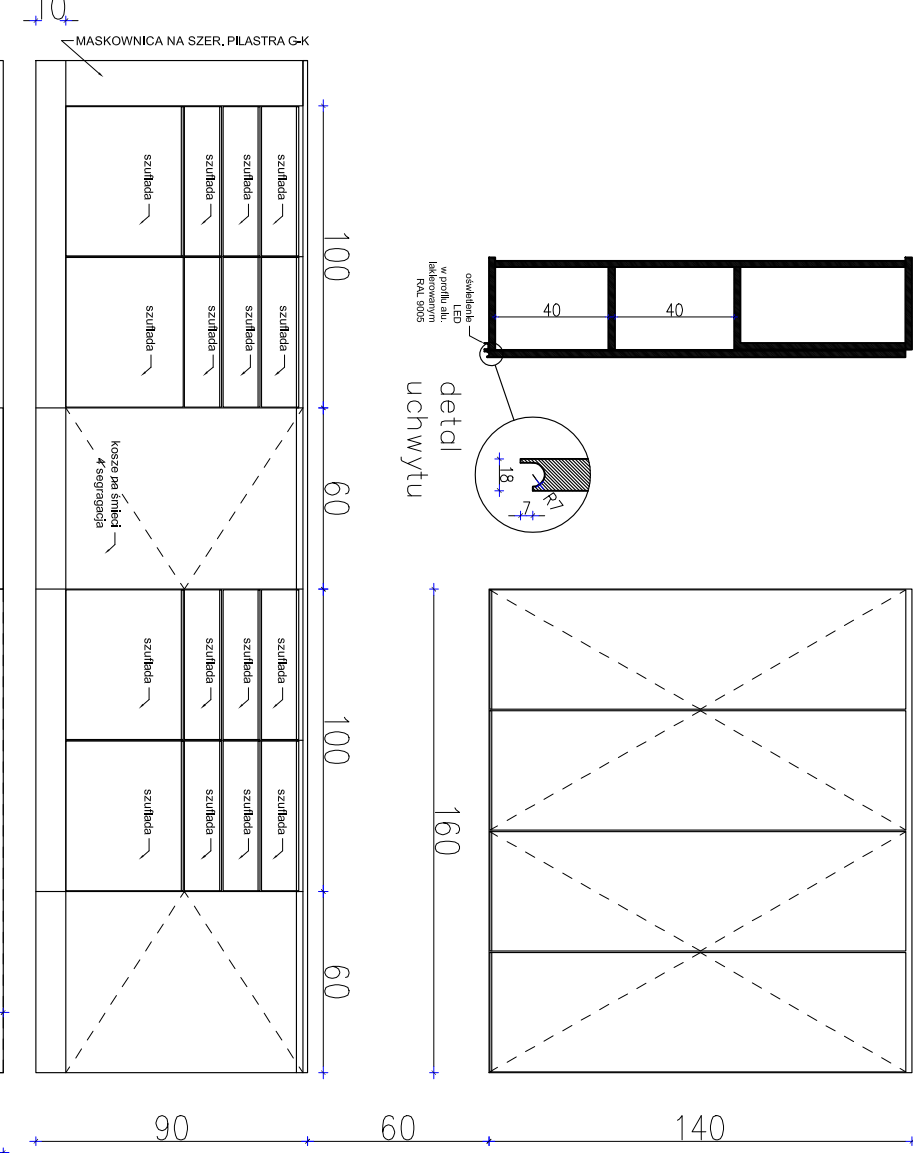 10
MASKOWNICA NA SZER. PILASTRA G-K
szuflada
szuflada
szuflada
szuflada
100
szuflada
szuflada
szuflada
szuflada
oświetlenie
LED
w profilu alu.
lakierowanym
RAL 9005
40
40
detal
uchwytu
18
7
R7
kosze na śmieci
4*segragacja
60
szuflada
szuflada
szuflada
szuflada
100
szuflada
szuflada
szuflada
szuflada
160
60
90
60
140